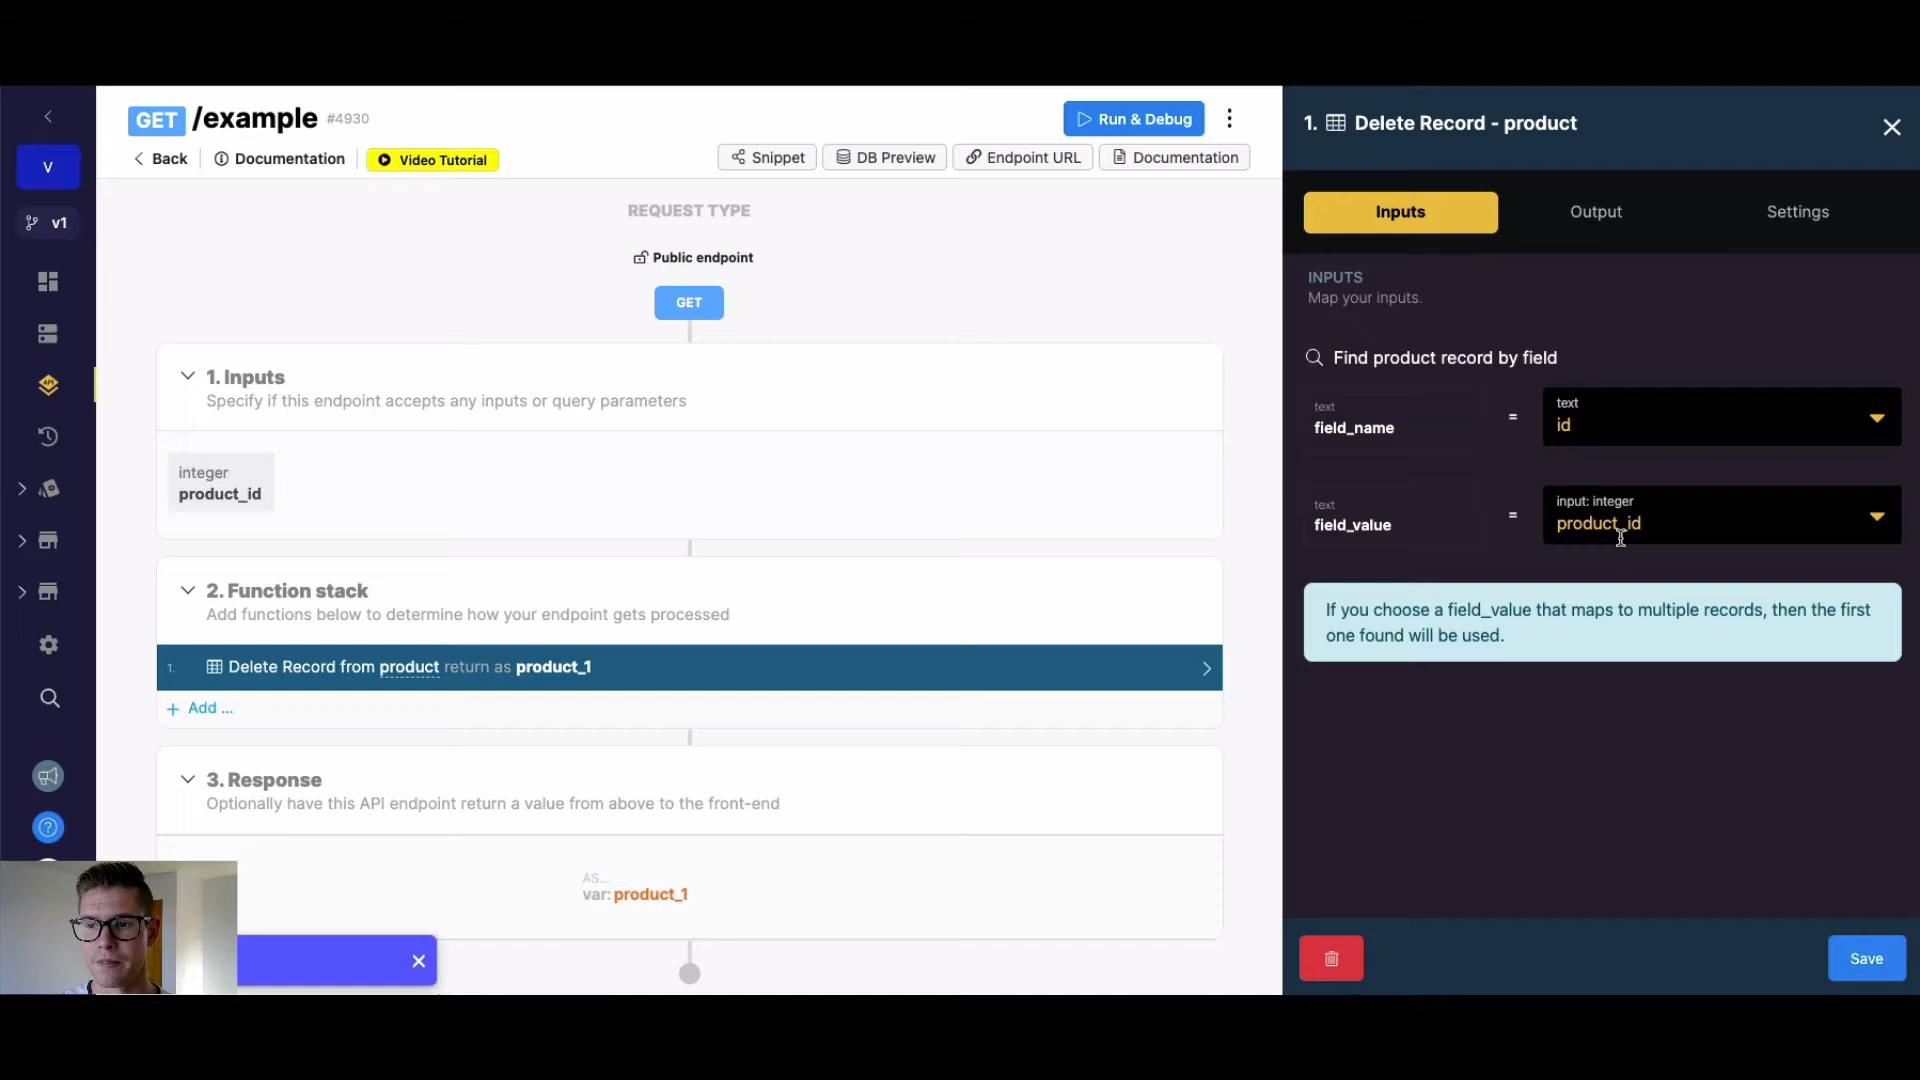 GET /example #4930
Run & Debug
Back
Documentation
Video Tutorial
Snippet
DB Preview
Endpoint URL
Documentation
V
v1
API
REQUEST TYPE
Public endpoint
GET
1. Inputs
Specify if this endpoint accepts any inputs or query parameters
integer
product_id
2. Function stack
Add functions below to determine how your endpoint gets processed
1. Delete Record from product return as product_1
+ Add ...
3. Response
Optionally have this API endpoint return a value from above to the front-end
AS...
var: product_1
1. Delete Record - product
Inputs
Output
Settings
INPUTS
Map your inputs.
Find product record by field
text
field_name
=
text
id
text
field_value
=
input: integer
product_id
If you choose a field_value that maps to multiple records, then the first
one found will be used.
Save